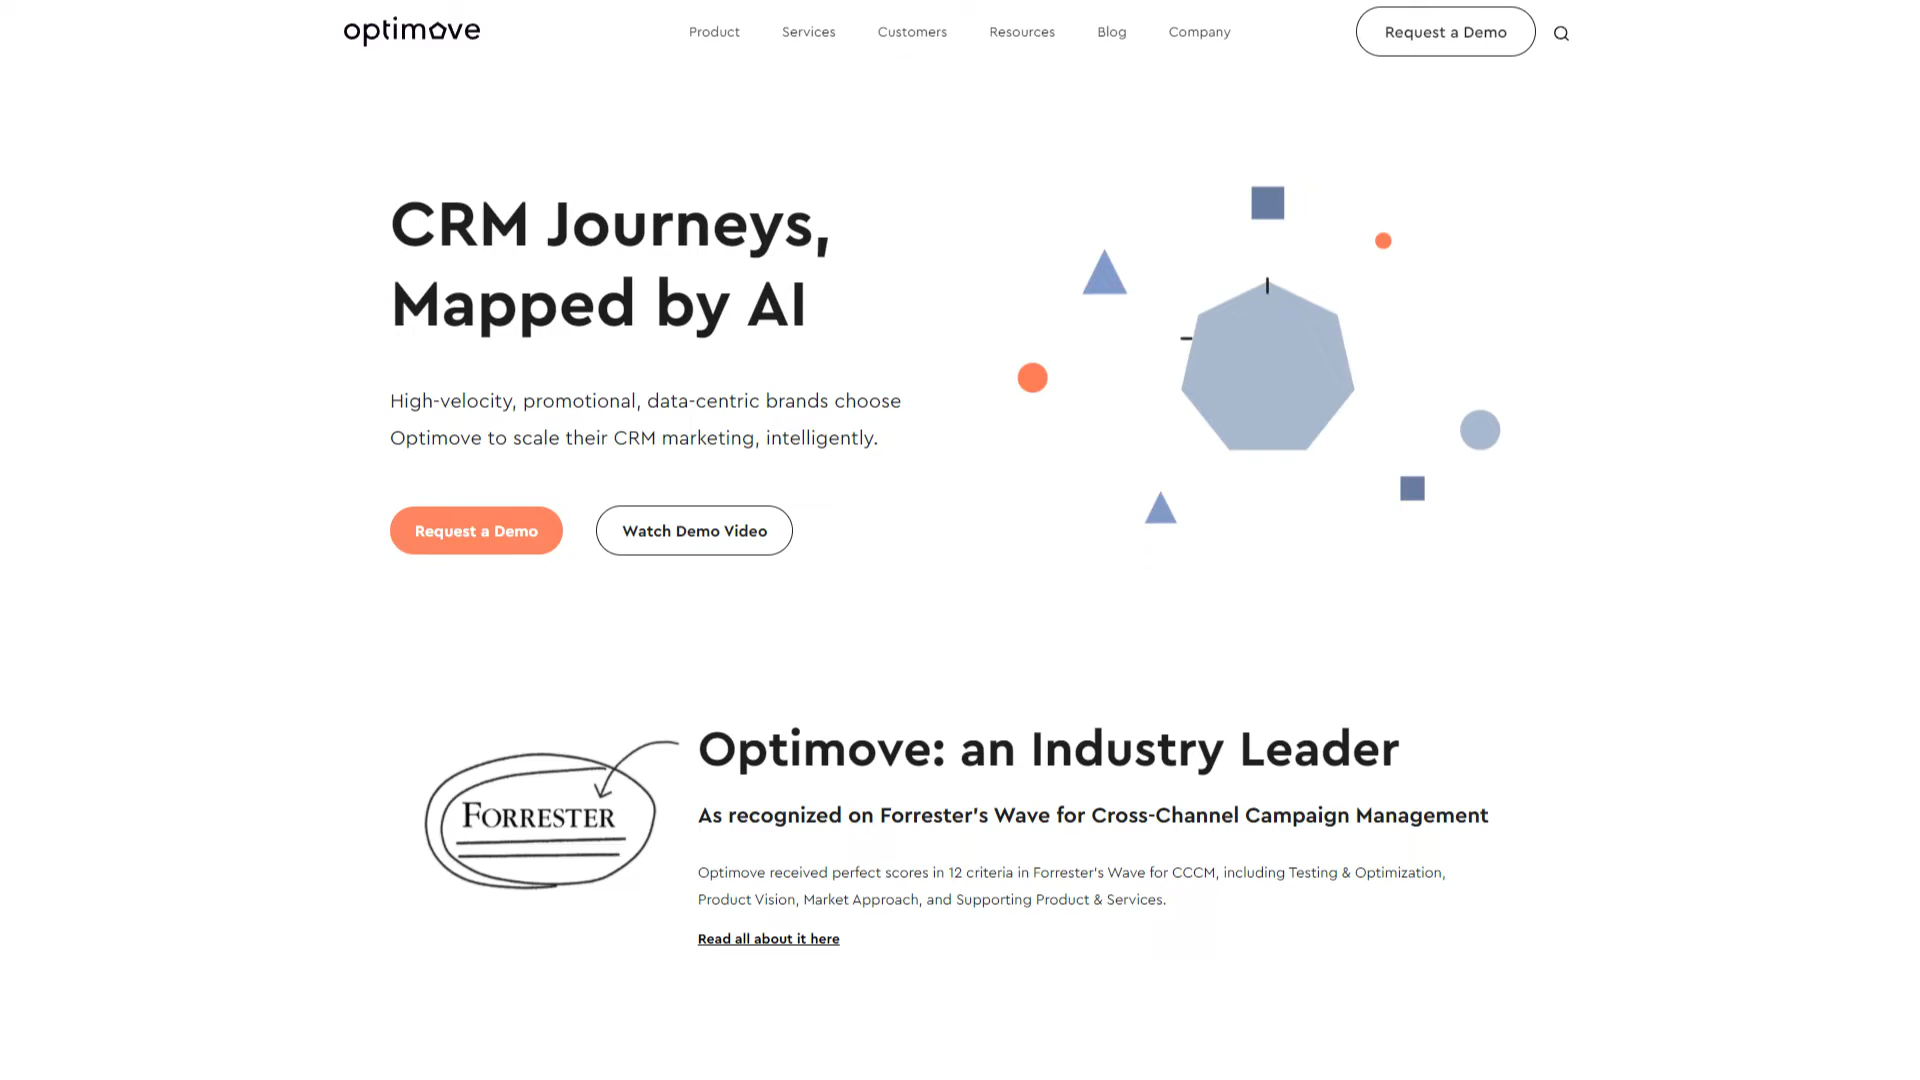 optimove
Product
Services
Customers
Resources
Blog
Company
Request a Demo
CRM Journeys,
Mapped by AI
High-velocity, promotional, data-centric brands choose
Optimove to scale their CRM marketing, intelligently.
Request a Demo
Watch Demo Video
FORRESTER
Optimove: an Industry Leader
As recognized on Forrester's Wave for Cross-Channel Campaign Management
Optimove received perfect scores in 12 criteria in Forrester's Wave for CCCM, including Testing & Optimization,
Product Vision, Market Approach, and Supporting Product & Services.
Read all about it here